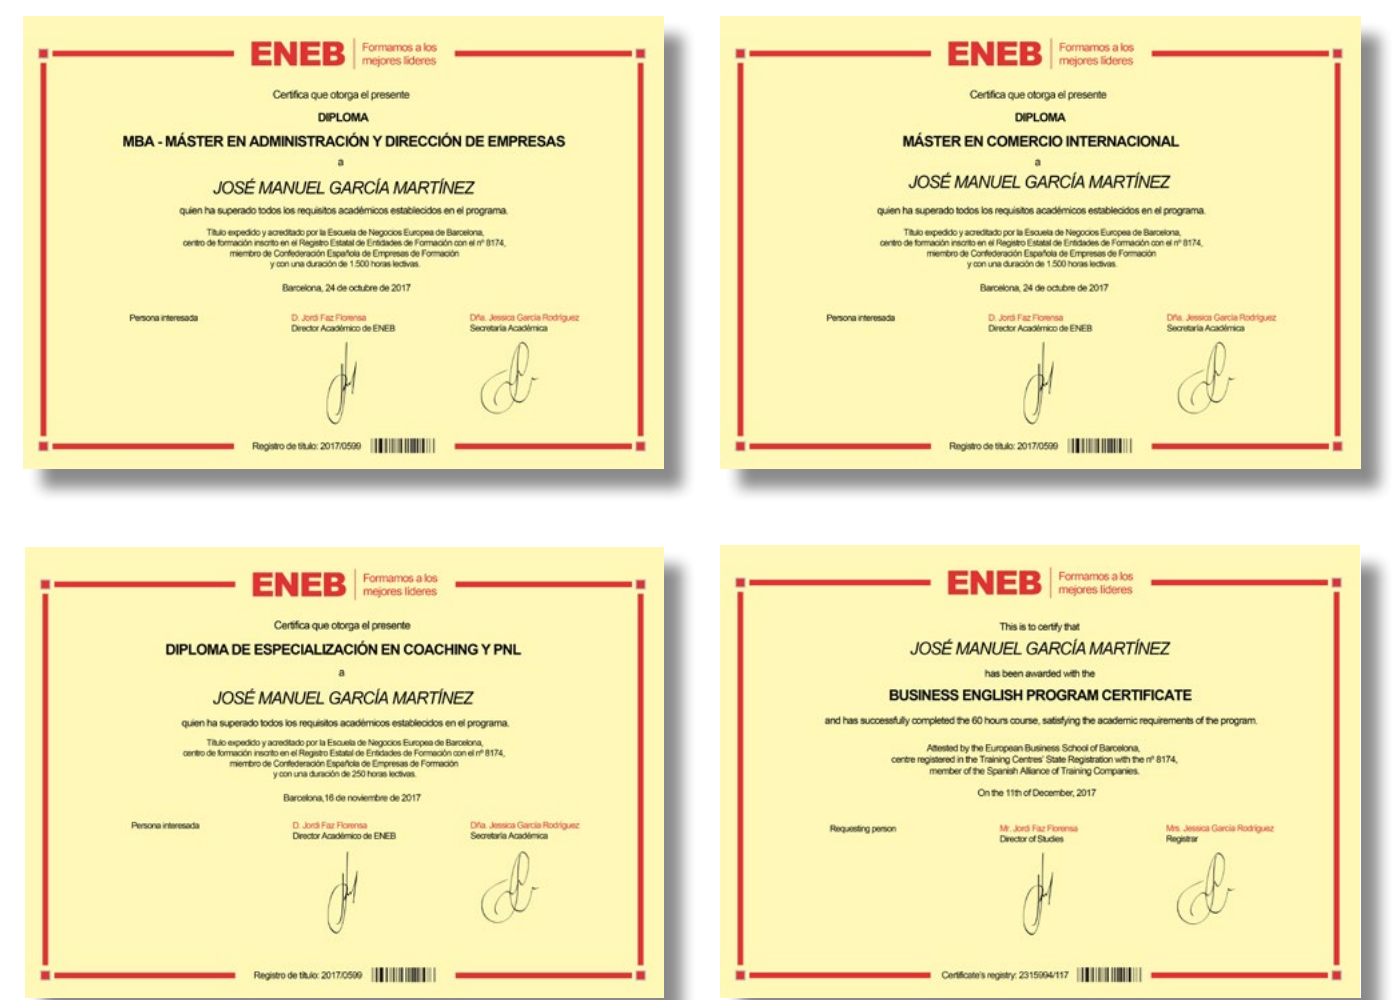 ENEB
Formamos a los
mejores líderes
Certifica que otorga el presente
DIPLOMA
MBA - MÁSTER EN ADMINISTRACIÓN Y DIRECCIÓN DE EMPRESAS
a
JOSÉ MANUEL GARCÍA MARTÍNEZ
quien ha superado todos los requisitos académicos establecidos en el programa.
Título expedido y acreditado por la Escuela de Negocios Europea de Barcelona,
centro de formación inscrito en el Registro Estatal de Entidades de Formación con el nº 8174,
miembro de Confederación Española de Empresas de Formación
y con una duración de 1.500 horas lectivas.
Barcelona, 24 de octubre de 2017
Persona interesada
D. Jordi Faz Florensa
Director Académico de ENEB
Dña. Jessica García Rodríguez
Secretaría Académica
Registro de título: 2017/0599
ENEB
Formamos a los
mejores líderes
Certifica que otorga el presente
DIPLOMA
MÁSTER EN COMERCIO INTERNACIONAL
a
JOSÉ MANUEL GARCÍA MARTÍNEZ
quien ha superado todos los requisitos académicos establecidos en el programa.
Título expedido y acreditado por la Escuela de Negocios Europea de Barcelona,
centro de formación inscrito en el Registro Estatal de Entidades de Formación con el nº 8174,
miembro de Confederación Española de Empresas de Formación
y con una duración de 1.500 horas lectivas.
Barcelona, 24 de octubre de 2017
Persona interesada
D. Jordi Faz Florensa
Director Académico de ENEB
Dña. Jessica García Rodríguez
Secretaría Académica
Registro de título: 2017/0599
ENEB
Formamos a los
mejores líderes
Certifica que otorga el presente
DIPLOMA DE ESPECIALIZACIÓN EN COACHING Y PNL
a
JOSÉ MANUEL GARCÍA MARTÍNEZ
quien ha superado todos los requisitos académicos establecidos en el programa.
Título expedido y acreditado por la Escuela de Negocios Europea de Barcelona,
centro de formación inscrito en el Registro Estatal de Entidades de Formación con el nº 8174,
miembro de Confederación Española de Empresas de Formación
y con una duración de 250 horas lectivas.
Barcelona,16 de noviembre de 2017
Persona interesada
D. Jordi Faz Florensa
Director Académico de ENEB
Dña. Jessica García Rodríguez
Secretaría Académica
Registro de título: 2017/0599
ENEB
Formamos a los
mejores líderes
This is to certify that
JOSÉ MANUEL GARCÍA MARTÍNEZ
has been awarded with the
BUSINESS ENGLISH PROGRAM CERTIFICATE
and has successfully completed the 60 hours course, satisfying the academic requirements of the program.
Attested by the European Business School of Barcelona,
centre registered in the Training Centres' State Registration with the nº 8174,
member of the Spanish Alliance of Training Companies.
On the 11th of December, 2017
Requesting person
Mr. Jordi Faz Florensa
Director of Studies
Mrs. Jessica García Rodríguez
Registrar
Certificate's registry: 2315994/117